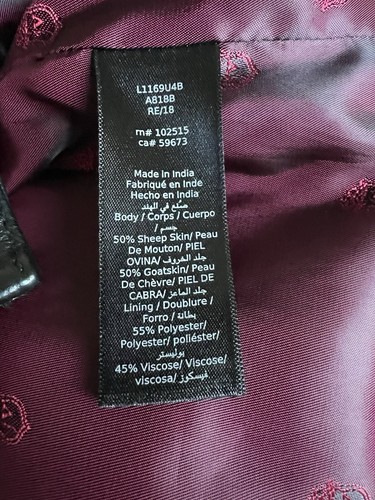 L1169U4B
A818B
RE/18
m# 102515
ca# 59673
Made in India
Fabriqué en Inde
Hecho en India
صنع في الهند
Body / Corps / Cuerpo
/ جسم
50% Sheep Skin/ Peau
De Mouton/ PIEL
OVINA/ جلد الخروف
50% Goatskin/ Peau
De Chèvre/ PIEL DE
CABRA/ جلد الماعز
Lining / Doublure /
Forro / بطانة
55% Polyester/
Polyester/ poliéster/
بوليستر
45% Viscose/ Viscose/
viscosa/ فيسكوز